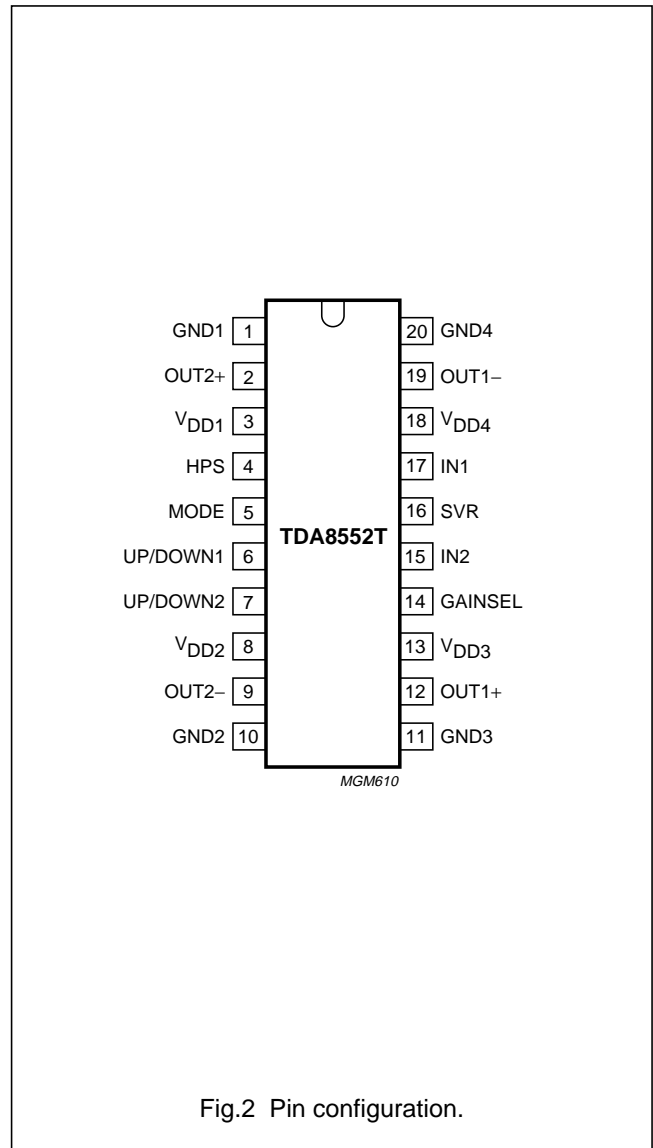 GND1 1
20 GND4
OUT2+ 2
19 OUT1−
VDD1 3
18 VDD4
HPS 4
17 IN1
MODE 5
16 SVR
TDA8552T
UP/DOWN1 6
15 IN2
UP/DOWN2 7
14 GAINSEL
VDD2 8
13 VDD3
OUT2− 9
12 OUT1+
GND2 10
11 GND3
MGM610
Fig.2 Pin configuration.